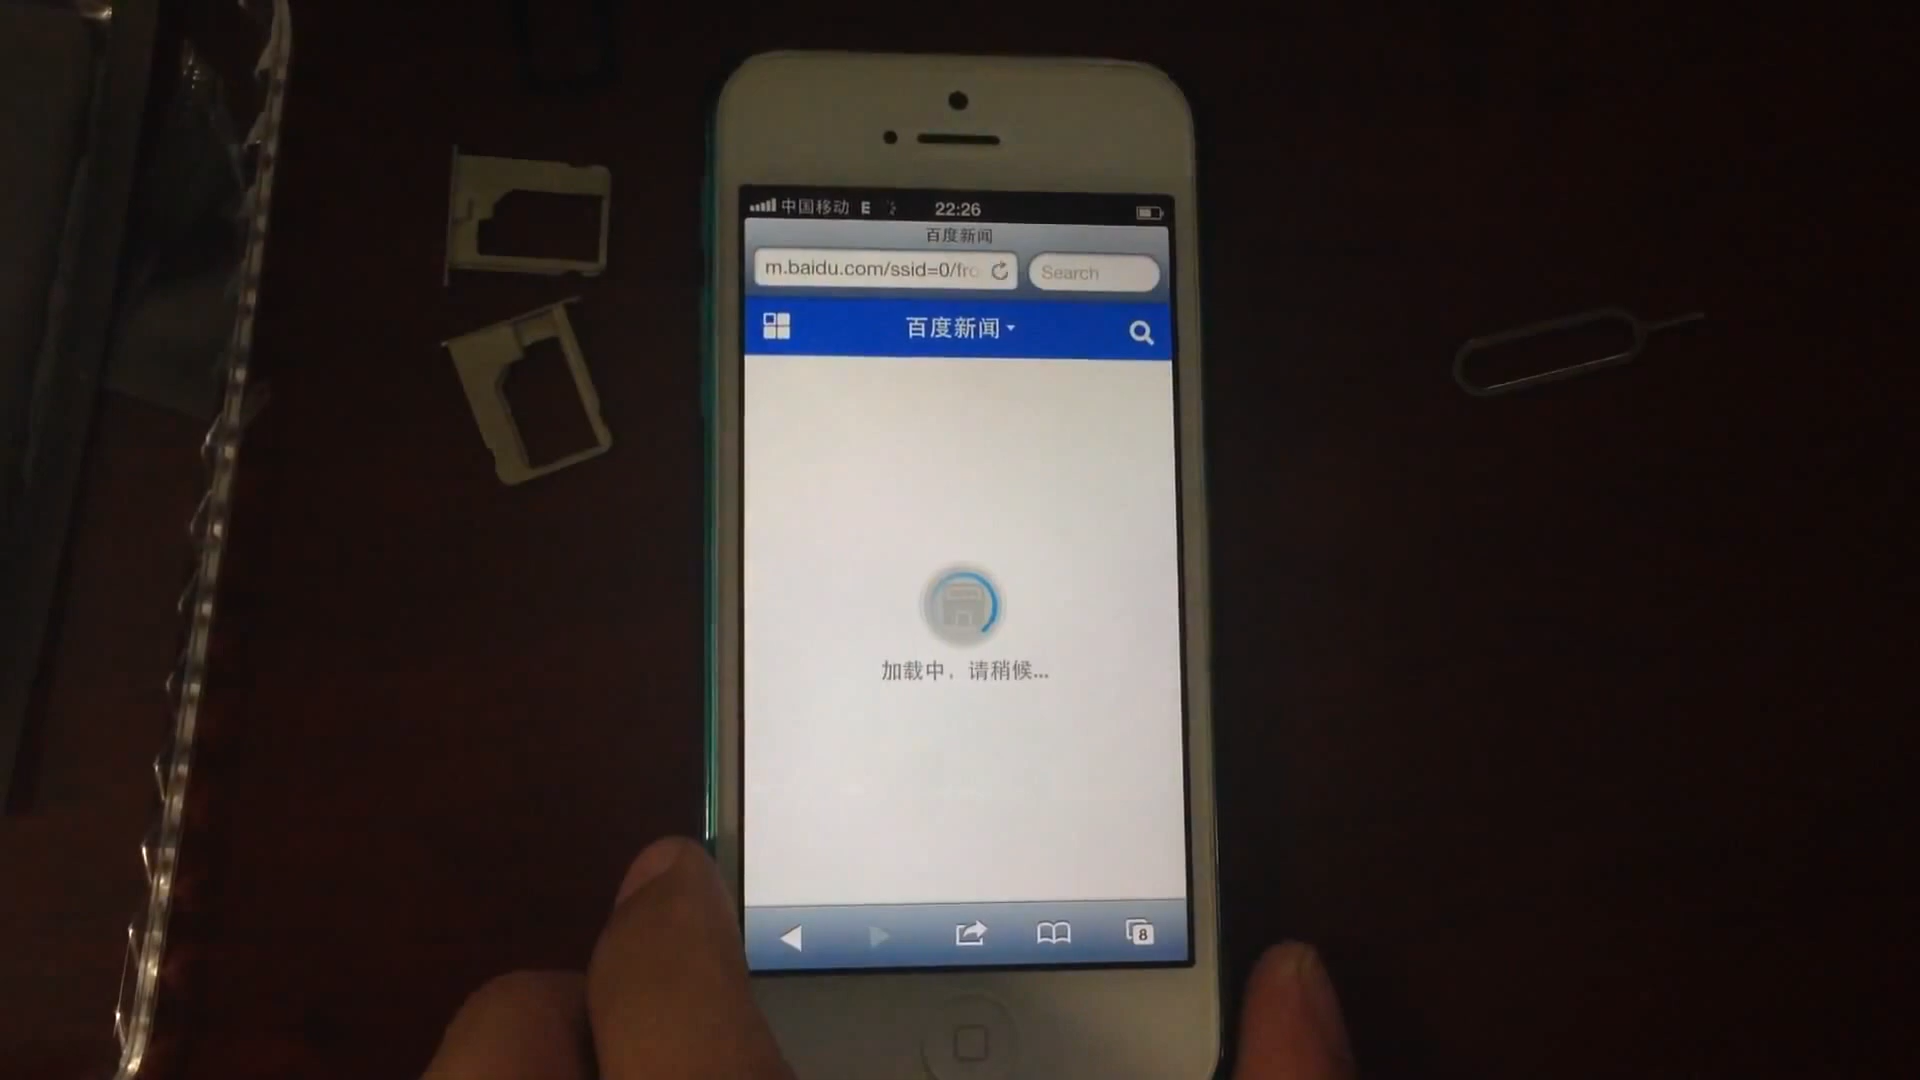 中国移动 E 22:26
百度新闻
m.baidu.com/ssid=0/fro Search
百度新闻
加载中，请稍候...
8